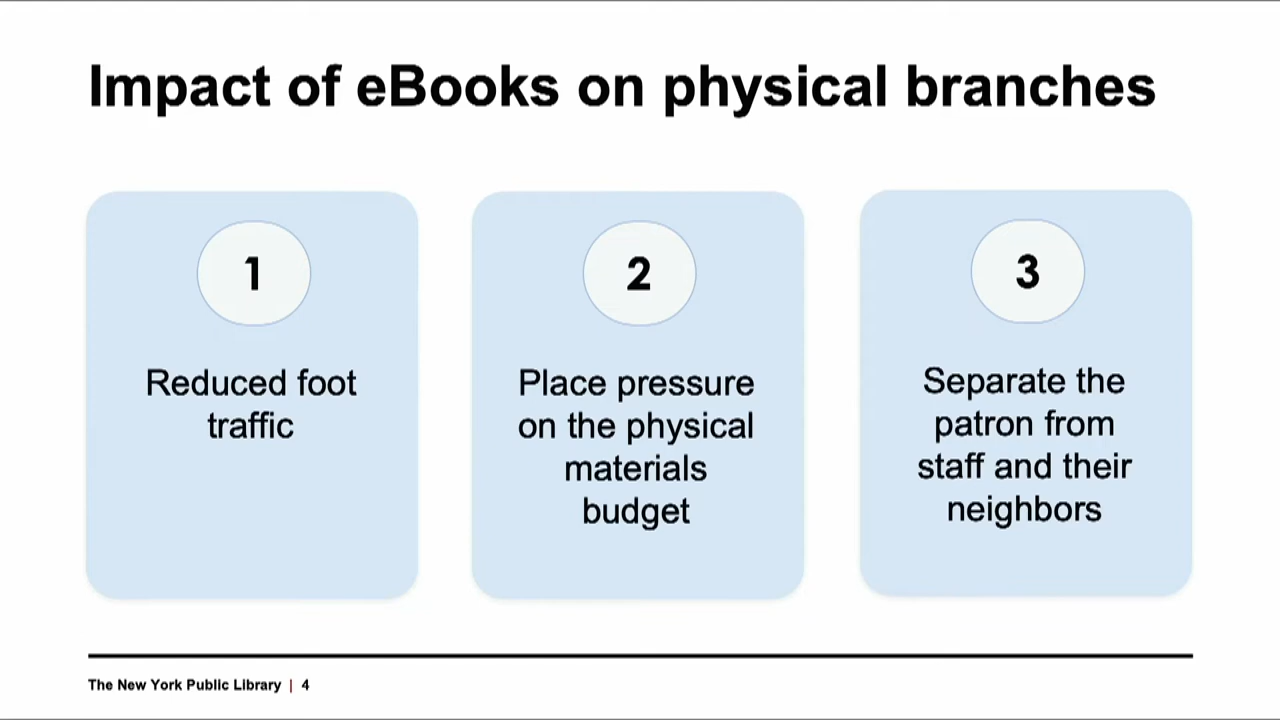 Impact of eBooks on physical branches
1
Reduced foot
traffic
2
Place pressure
on the physical
materials
budget
3
Separate the
patron from
staff and their
neighbors
The New York Public Library | 4